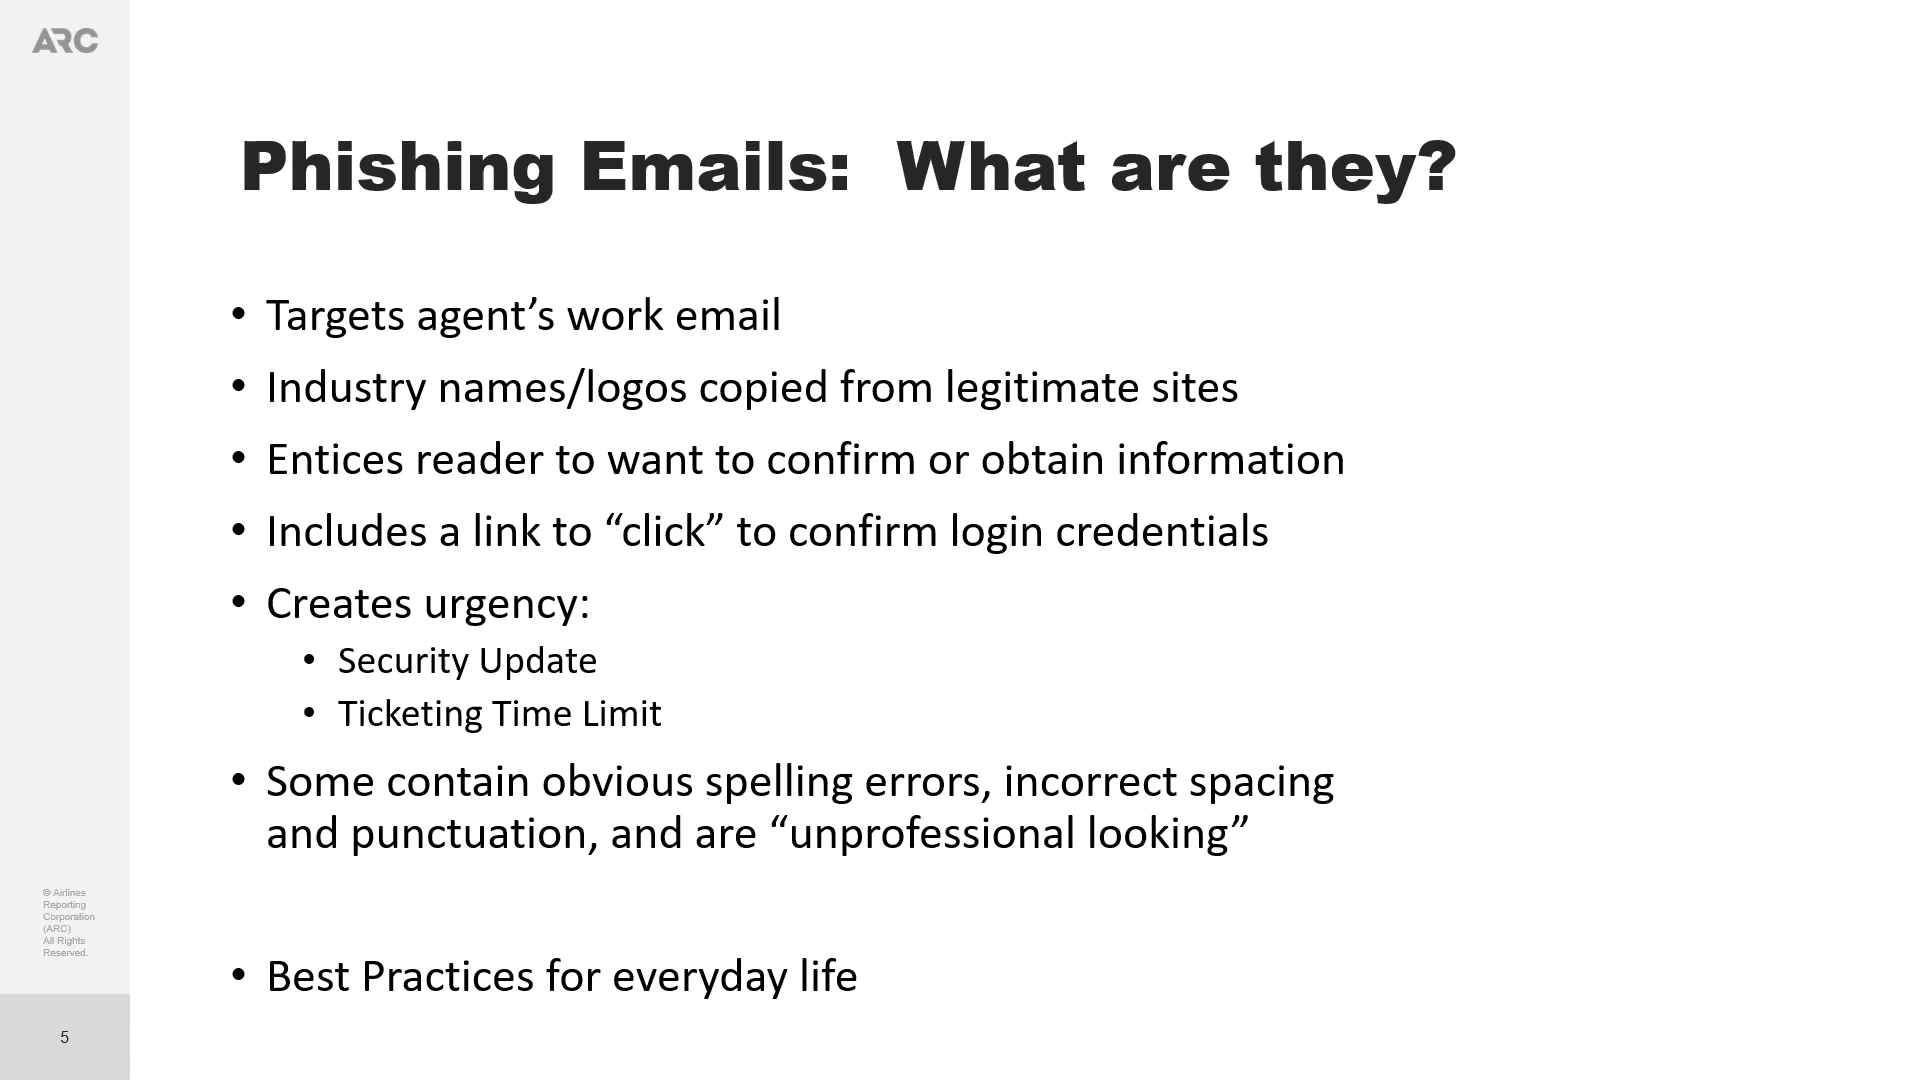 ARC
Phishing Emails:  What are they?
• Targets agent’s work email
• Industry names/logos copied from legitimate sites
• Entices reader to want to confirm or obtain information
• Includes a link to “click” to confirm login credentials
• Creates urgency:
• Security Update
• Ticketing Time Limit
• Some contain obvious spelling errors, incorrect spacing
and punctuation, and are “unprofessional looking”
• Best Practices for everyday life
© Airlines
Reporting
Corporation
(ARC)
All Rights
Reserved.
5